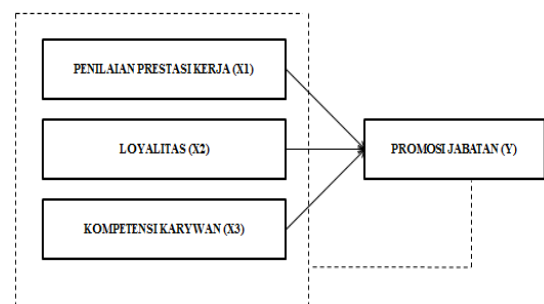 PENILAIAN PRESTASI KERJA (X1)
LOYALITAS (X2)
PROMOSI JABATAN (Y)
KOMPETENSI KARYWAN (X3)